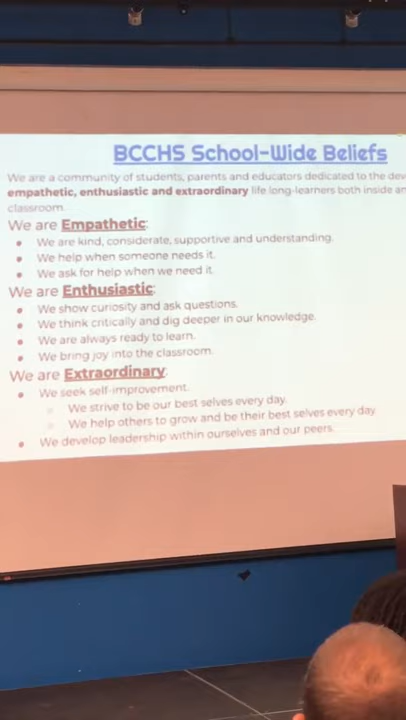 BCCHS School-Wide Beliefs
We are a community of students, parents and educators dedicated to the dev
empathetic, enthusiastic and extraordinary life long-learners both inside an
classroom.
We are Empathetic:
We are kind, considerate, supportive and understanding.
We help when someone needs it.
We ask for help when we need it.
We are Enthusiastic:
We show curiosity and ask questions.
We think critically and dig deeper in our knowledge.
We are always ready to learn.
We bring joy into the classroom.
We are Extraordinary:
We seek self-improvement.
We strive to be our best selves every day.
We help others to grow and be their best selves every day.
We develop leadership within ourselves and our peers.